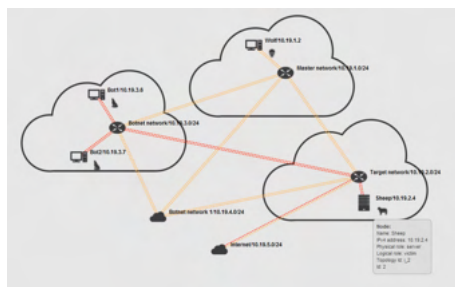 Wolf/10.19.1.2
Master network/10.19.1.0/24
Bot1/10.19.3.6
Botnet network/10.19.3.0/24
Bot2/10.19.3.7
Target network/10.19.2.0/24
Sheep/10.19.2.4
Botnet network 1/10.19.4.0/24
Internet/10.19.5.0/24
Node:
Name: Sheep
IPv4 address: 10.19.2.4
Physical role: server
Logical role: victim
Topology id: i_2
Id: 2